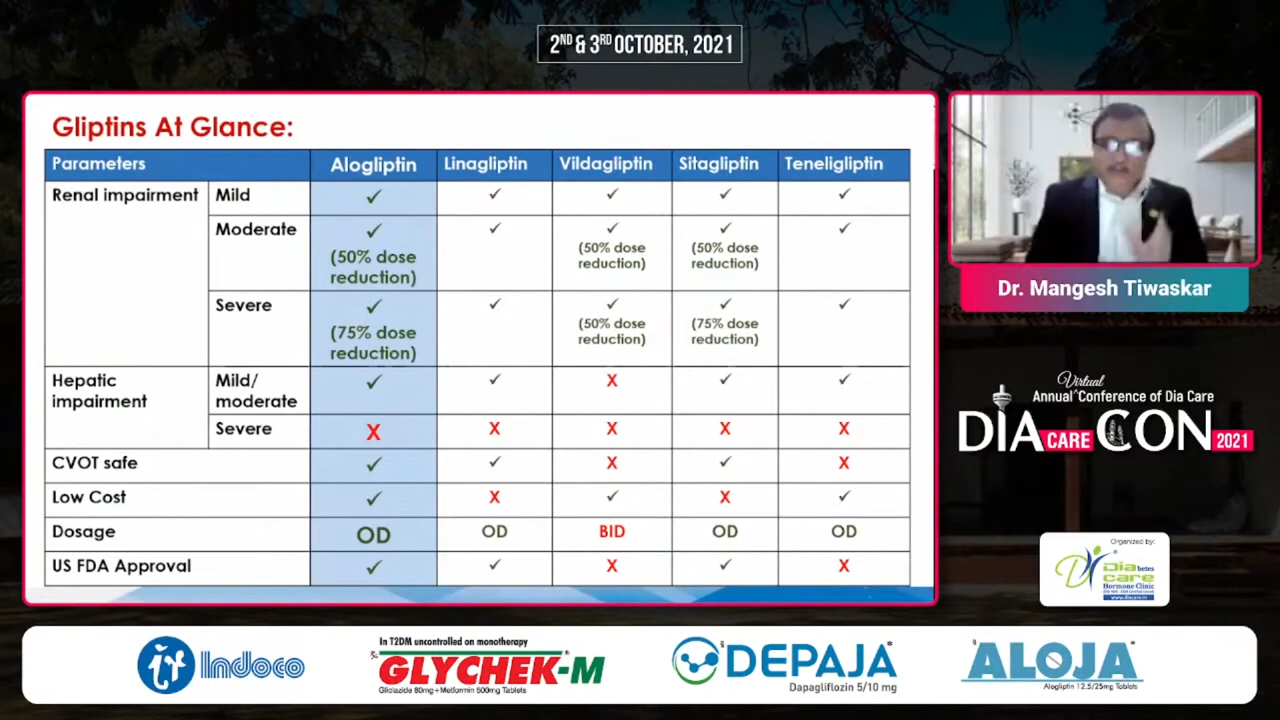 2ND & 3RD OCTOBER, 2021
Gliptins At Glance:
Parameters Alogliptin Linagliptin Vildagliptin Sitagliptin Teneligliptin
Renal impairment Mild ✓ ✓ ✓ ✓ ✓
Moderate ✓ ✓ ✓ ✓ ✓
(50% dose reduction) (50% dose reduction) (50% dose reduction)
Severe ✓ ✓ ✓ ✓ ✓
(75% dose reduction) (50% dose reduction) (75% dose reduction)
Hepatic impairment Mild/ moderate ✓ ✓ X ✓ ✓
Severe X X X X X
CVOT safe ✓ ✓ X ✓ X
Low Cost ✓ X ✓ X ✓
Dosage OD OD BID OD OD
US FDA Approval ✓ ✓ X ✓ X
Dr. Mangesh Tiwaskar
Virtual
Annual ^ Conference of Dia Care
DIA CARE CON 2021
Organized by:
Diabetes
care
Hormone Clinic
Indoco
In T2DM uncontrolled on monotherapy
GLYCHEK-M
Gliclazide 80mg + Metformin 500mg Tablets
DEPAJA
Dapagliflozin 5/10 mg
ALOJA
Alogliptin 12.5/25mg Tablets